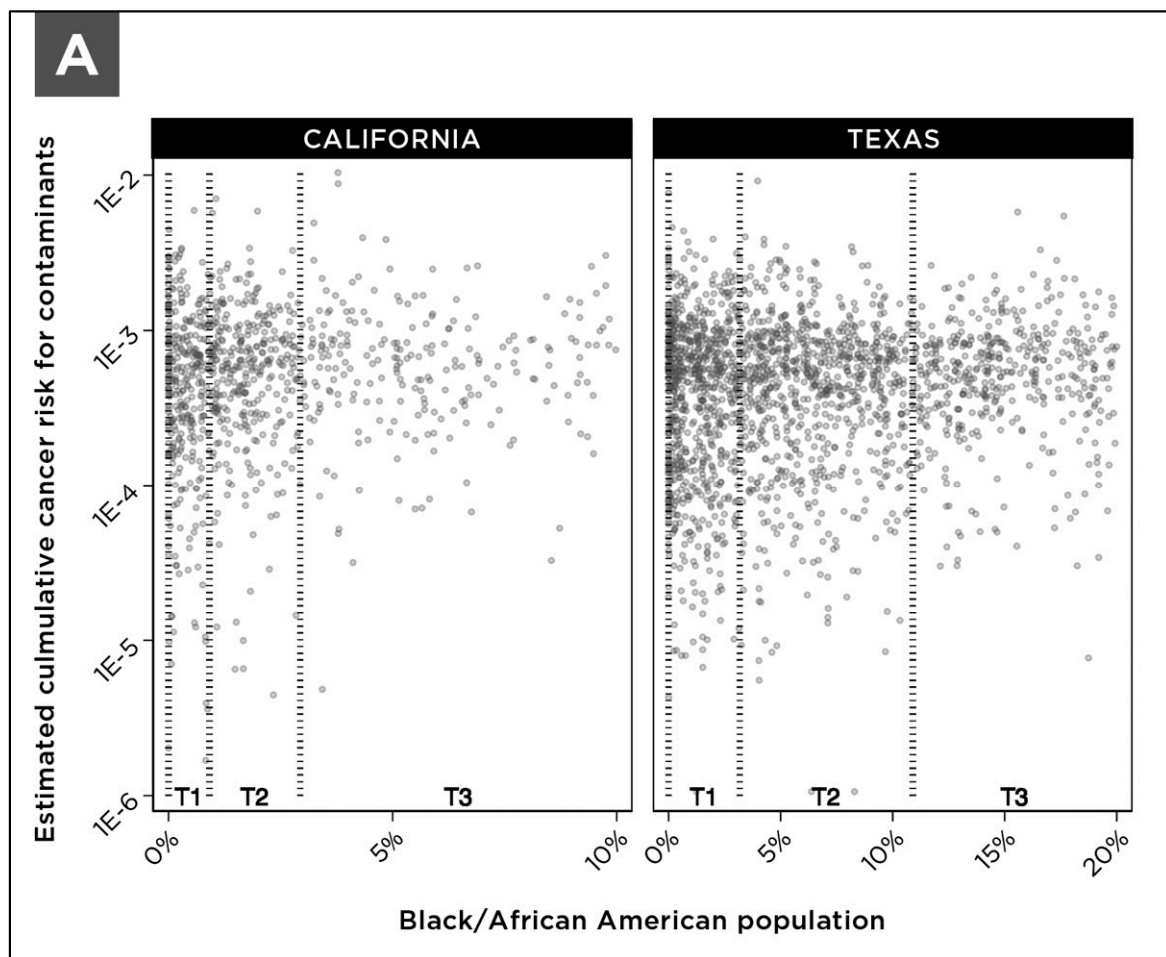 A
CALIFORNIA
TEXAS
Estimated culmulative cancer risk for contaminants
1E-2
1E-3
1E-4
1E-5
1E-6
T1
T2
T3
T1
T2
T3
0%
5%
10%
0%
5%
10%
15%
20%
Black/African American population